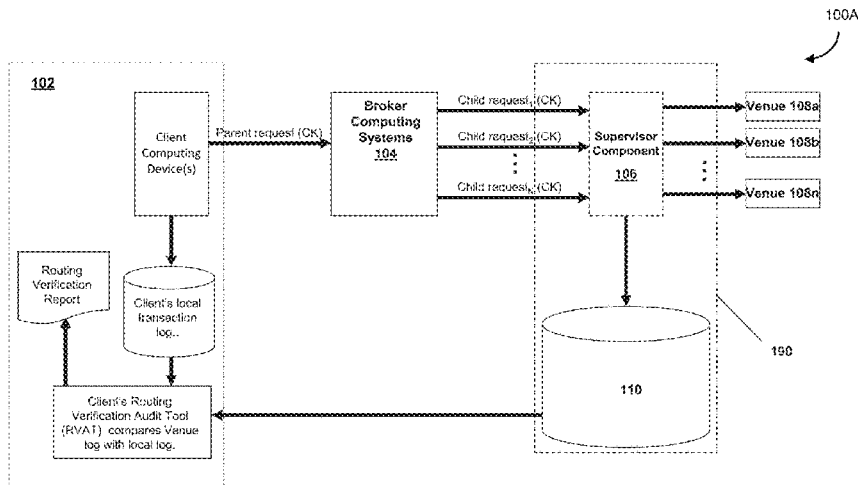 100A
102
Client
Computing
Device(s)
Parent request (CK)
Broker
Computing
Systems
104
Child request1 (CK)
Child request2 (CK)
Child requestN (CK)
Supervisor
Component
106
Venue 108a
Venue 108b
Venue 108n
Routing
Verification
Report
Client's local
transaction
log..
Client's Routing
Verification Audit Tool
(RVAT) compares Venue
log with local log.
110
190